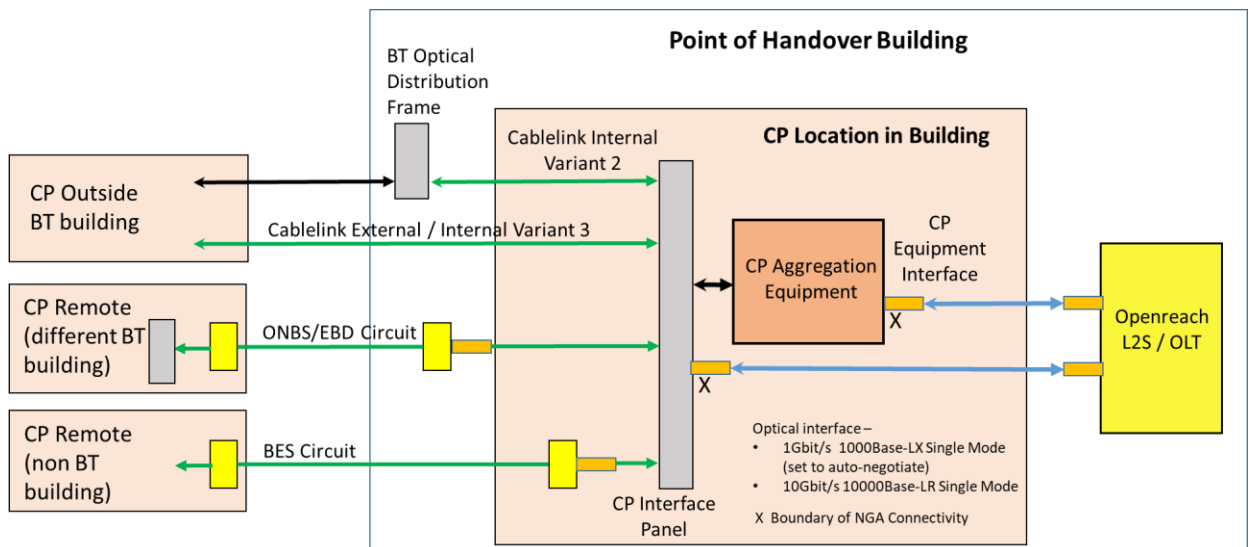 Point of Handover Building
BT Optical
Distribution
Frame
Cablelink Internal
Variant 2
CP Location in Building
CP Outside
BT building
Cablelink External / Internal Variant 3
CP
Equipment
Interface
CP Aggregation
Equipment
X
Openreach
L2S / OLT
CP Remote
(different BT
building)
ONBS/EBD Circuit
X
CP Remote
(non BT
building)
BES Circuit
CP Interface
Panel
Optical interface –
• 1Gbit/s 1000Base-LX Single Mode
(set to auto-negotiate)
• 10Gbit/s 10000Base-LR Single Mode
X Boundary of NGA Connectivity